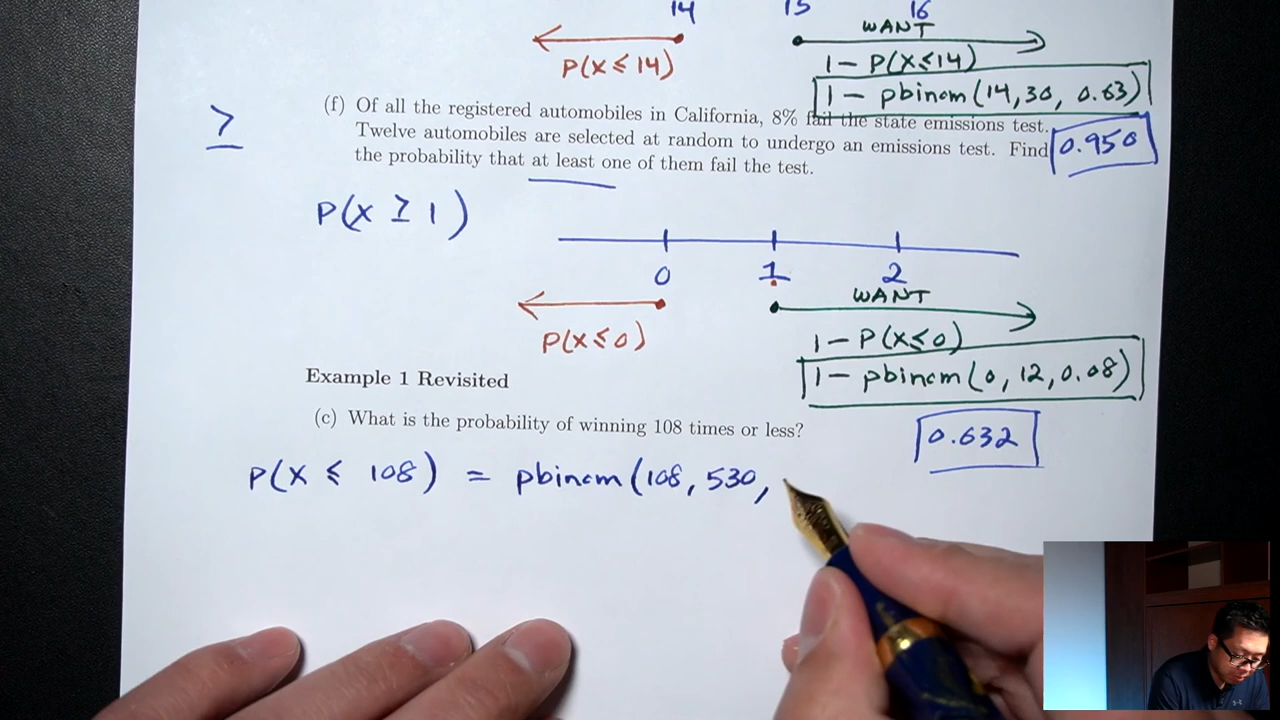 14 15 16
WANT
P(X ≤ 14) 1 - P(X ≤ 14)
1 - pbinom(14, 30, 0.63)
≥ (f) Of all the registered automobiles in California, 8% fail the state emissions test.
Twelve automobiles are selected at random to undergo an emissions test. Find 0.950
the probability that at least one of them fail the test.
P(X ≥ 1)
0 1 2
WANT
P(X ≤ 0) 1 - P(X ≤ 0)
1 - pbinom(0, 12, 0.08)
Example 1 Revisited
(c) What is the probability of winning 108 times or less?
0.632
P(X ≤ 108) = pbinom(108, 530,